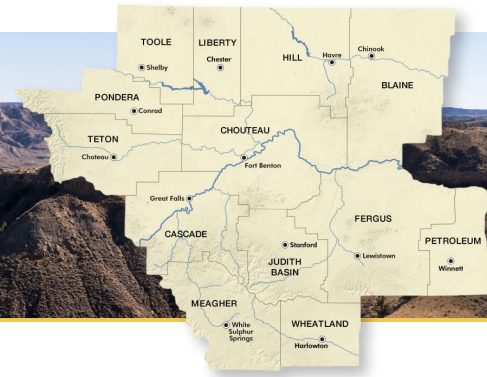 TOOLE
LIBERTY
Chester
Shelby
HILL
Havre
Chinook
BLAINE
PONDERA
Conrad
TETON
Choteau
CHOUTEAU
Fort Benton
Great Falls
CASCADE
FERGUS
Stanford
JUDITH
BASIN
Lewistown
PETROLEUM
Winnett
MEAGHER
White
Sulphur
Springs
WHEATLAND
Harlowton